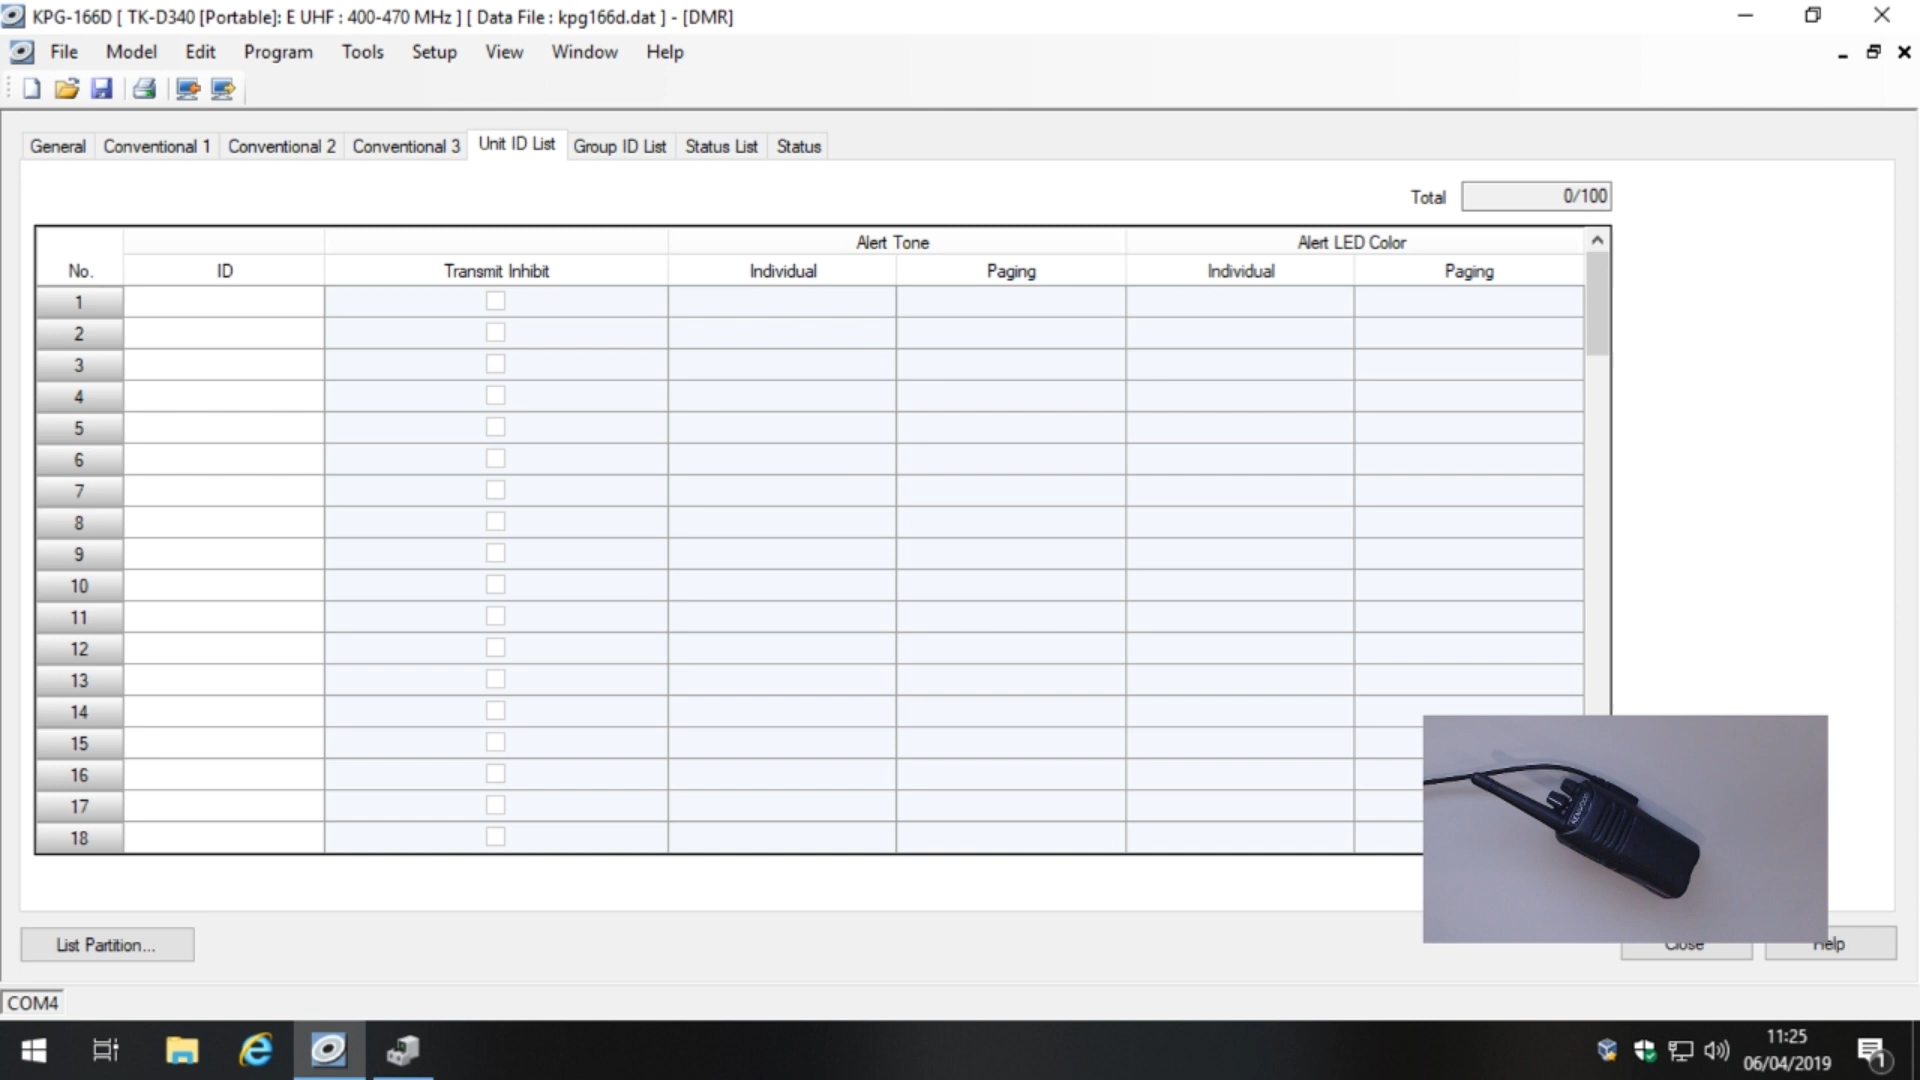 KPG-166D [ TK-D340 [Portable]: E UHF : 400-470 MHz ] [ Data File : kpg166d.dat ] - [DMR]
File Model Edit Program Tools Setup View Window Help
General Conventional 1 Conventional 2 Conventional 3 Unit ID List Group ID List Status List Status
Total 0/100
Alert Tone Alert LED Color
No. ID Transmit Inhibit Individual Paging Individual Paging
1
2
3
4
5
6
7
8
9
10
11
12
13
14
15
16
17
18
KENWOOD
List Partition... Close Help
COM4
11:25
06/04/2019
1